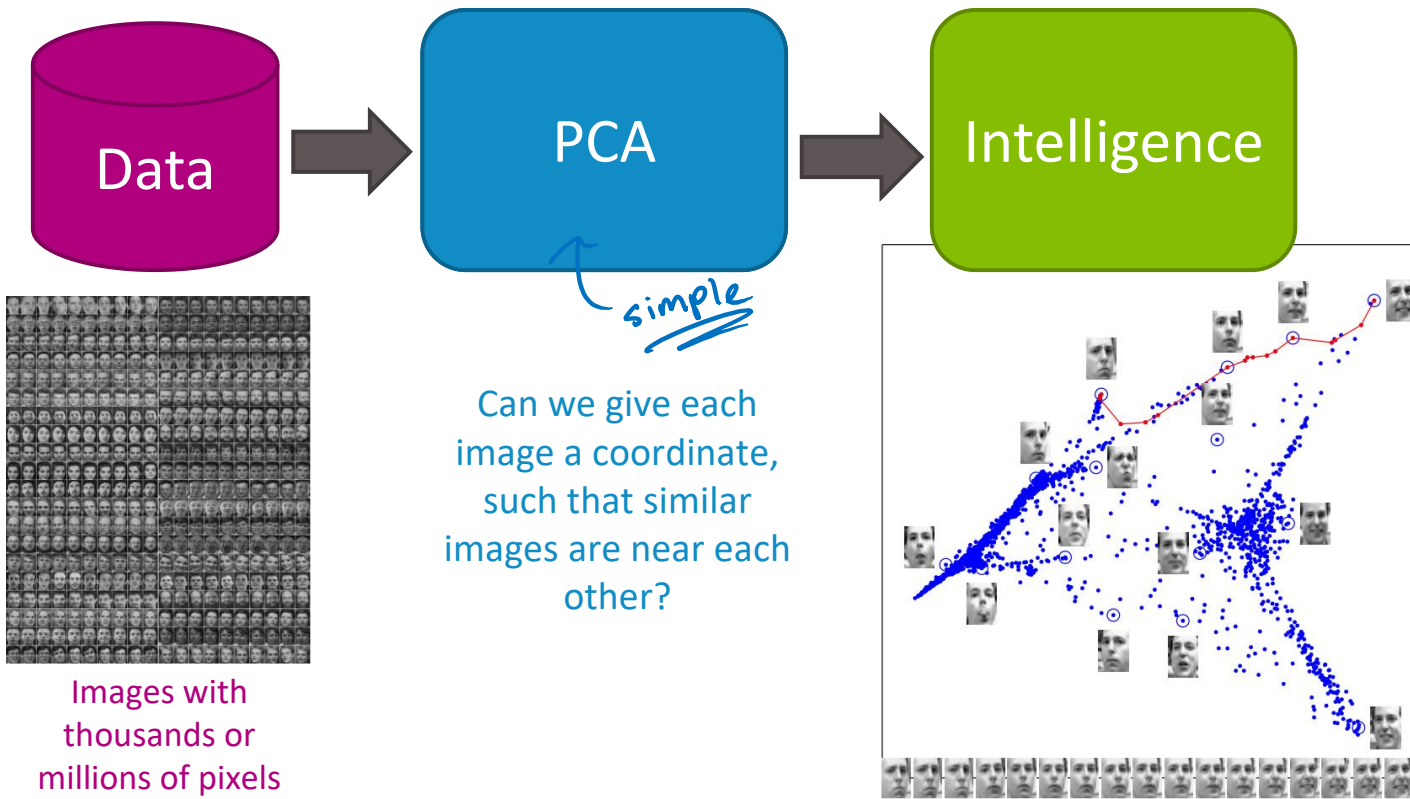 Data
PCA
Intelligence
simple
Can we give each
image a coordinate,
such that similar
images are near each
other?
Images with
thousands or
millions of pixels